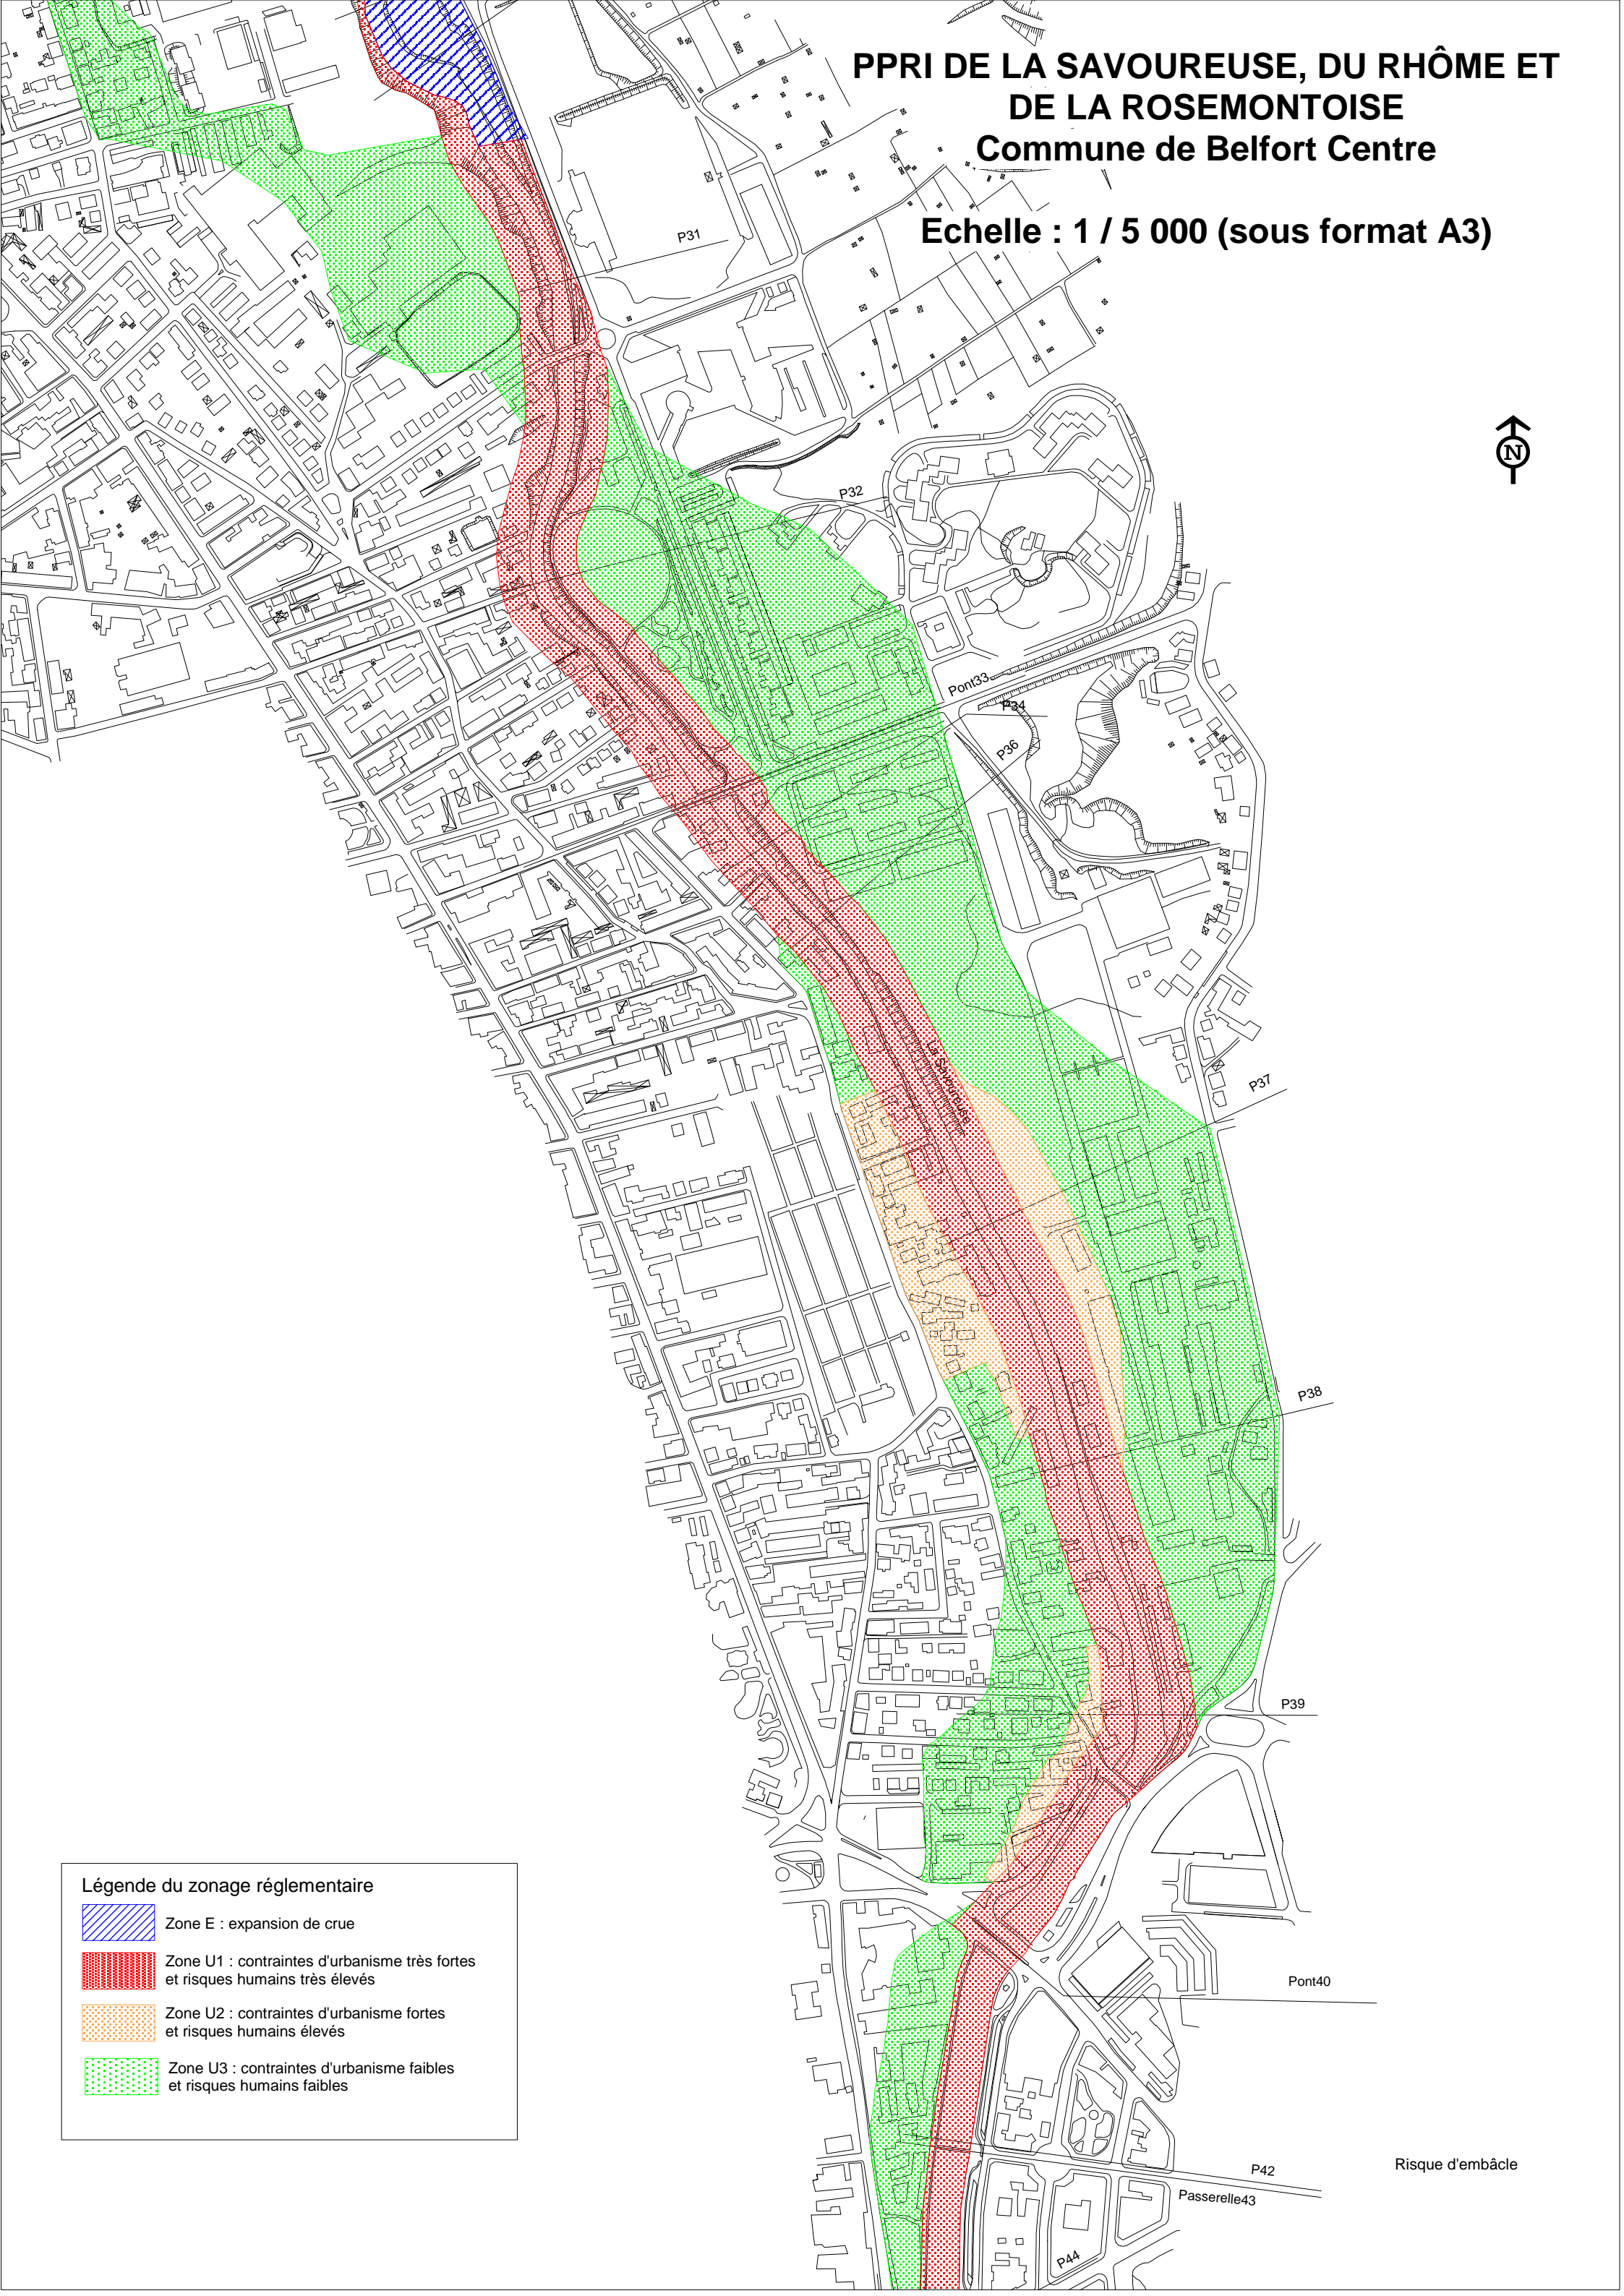 PPRI DE LA SAVOUREUSE, DU RHÔME ET
DE LA ROSEMONTOISE
Commune de Belfort Centre
Echelle : 1 / 5 000 (sous format A3)
N
P31
P32
Pont33
P34
P36
La Savoureuse
P37
P38
P39
Pont40
P42
Passerelle43
P44
Risque d'embâcle
Légende du zonage réglementaire
Zone E : expansion de crue
Zone U1 : contraintes d'urbanisme très fortes
et risques humains très élevés
Zone U2 : contraintes d'urbanisme fortes
et risques humains élevés
Zone U3 : contraintes d'urbanisme faibles
et risques humains faibles